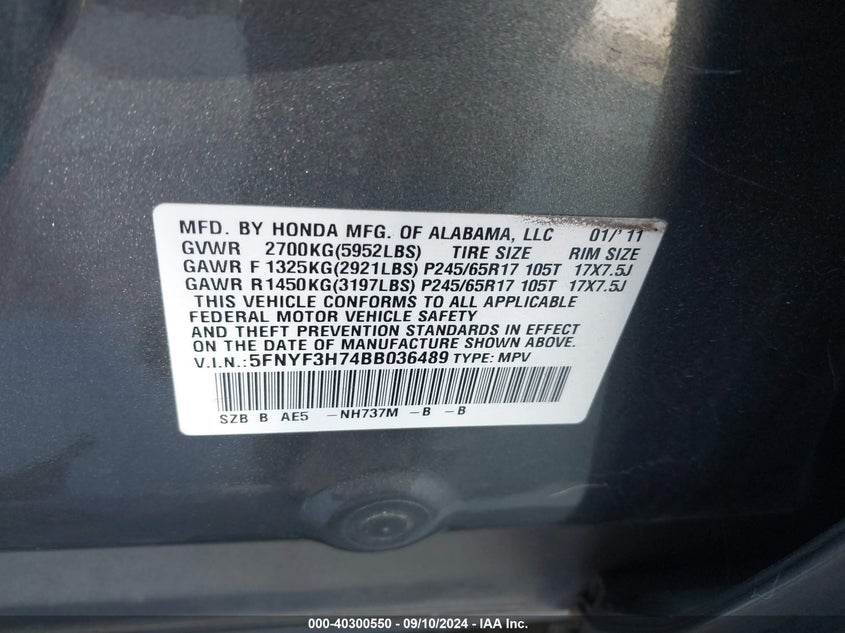 MFD. BY HONDA MFG. OF ALABAMA, LLC 01/'11
GVWR 2700KG(5952LBS) TIRE SIZE RIM SIZE
GAWR F 1325KG(2921LBS) P245/65R17 105T 17X7.5J
GAWR R1450KG(3197LBS) P245/65R17 105T 17X7.5J
THIS VEHICLE CONFORMS TO ALL APPLICABLE
FEDERAL MOTOR VEHICLE SAFETY
AND THEFT PREVENTION STANDARDS IN EFFECT
ON THE DATE OF MANUFACTURE SHOWN ABOVE.
V.I.N.:5FNYF3H74BB036489 TYPE: MPV
SZB B AE5 -NH737M -B -B
000-40300550 - 09/10/2024 - IAA Inc.